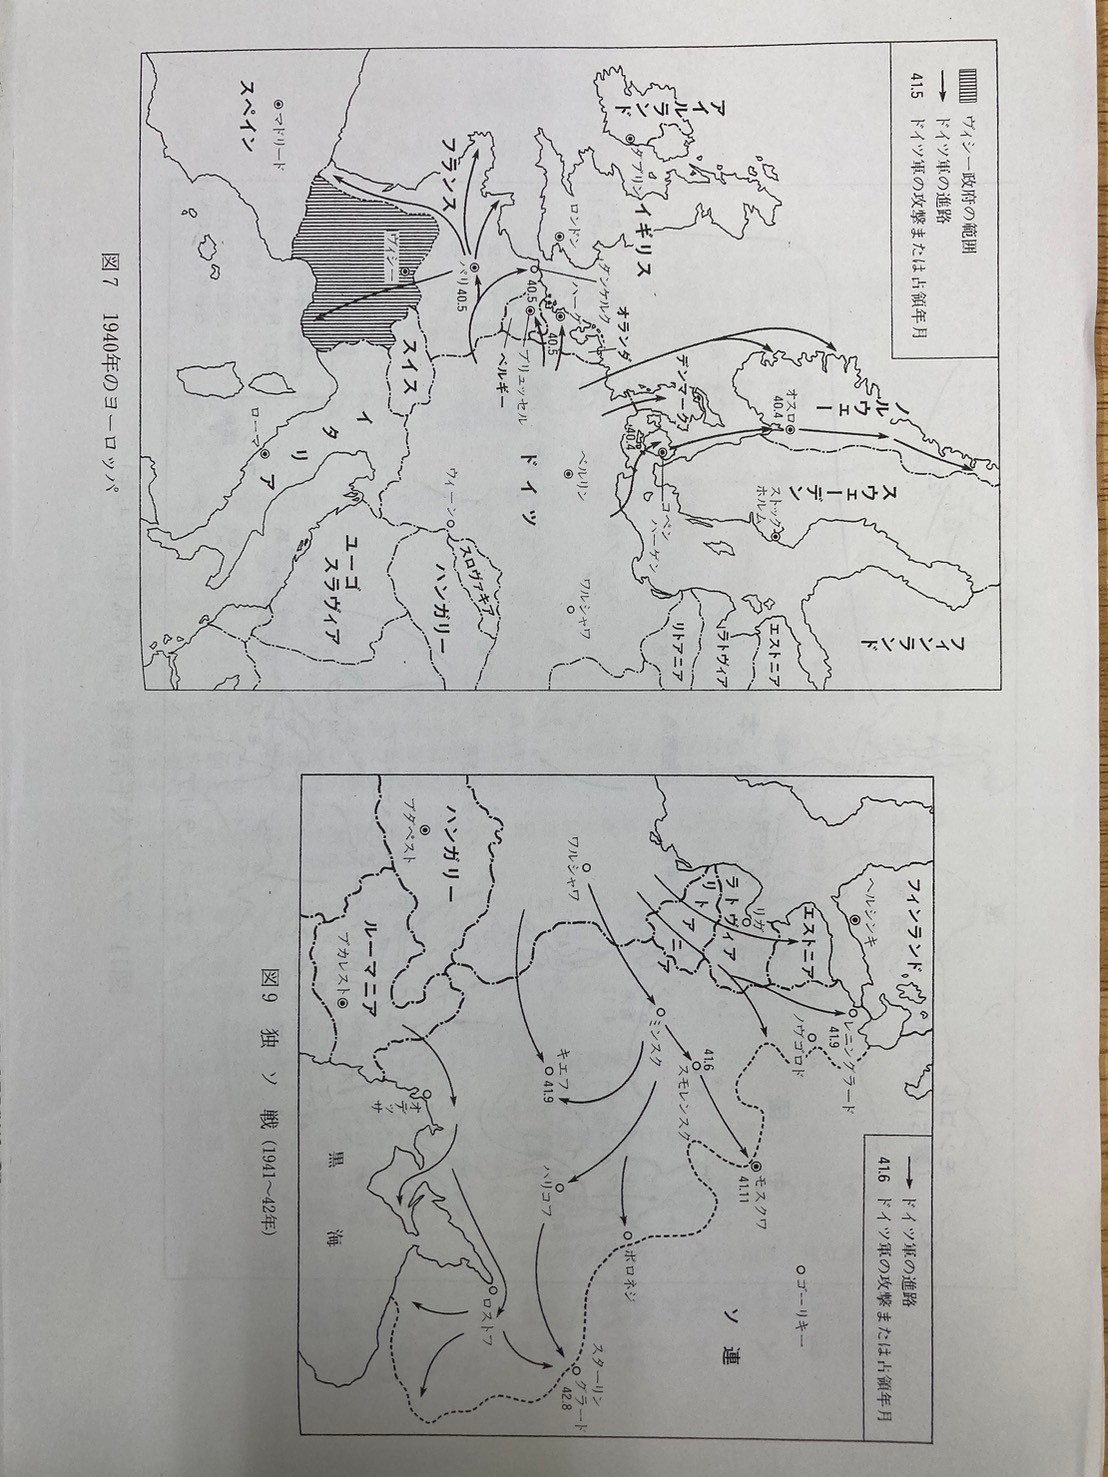 ヴィシー政府の範囲
ドイツ軍の進路
41.5 ドイツ軍の攻撃または占領年月
アイルランド
ダブリン
イギリス
ロンドン
ダンケルク
ハーグ
オランダ
40.5
40.5
ブリュッセル
ベルギー
フランス
パリ 40.5
ヴィシー
スペイン
マドリード
スイス
イタリア
ローマ
ドイツ
ベルリン
デンマーク
40.4
コペンハーゲン
ノルウェー
オスロ
40.4
スウェーデン
ストックホルム
フィンランド
エストニア
ラトヴィア
リトアニア
ワルシャワ
ウィーン
スロヴァキア
ハンガリー
ユーゴスラヴィア
図7 1940年のヨーロッパ
ドイツ軍の進路
41.6 ドイツ軍の攻撃または占領年月
フィンランド
ヘルシンキ
レニングラード
41.9
ノヴゴロド
エストニア
リガ
ラトヴィア
リトアニア
ワルシャワ
ミンスク
41.6
スモレンスク
モスクワ
41.11
ゴーリキー
ソ連
キエフ
41.9
ハリコフ
ボロネジ
スターリングラード
42.8
ロストフ
オデッサ
ハンガリー
ブダペスト
ルーマニア
ブカレスト
黒海
図9 独ソ戦(1941〜42年)